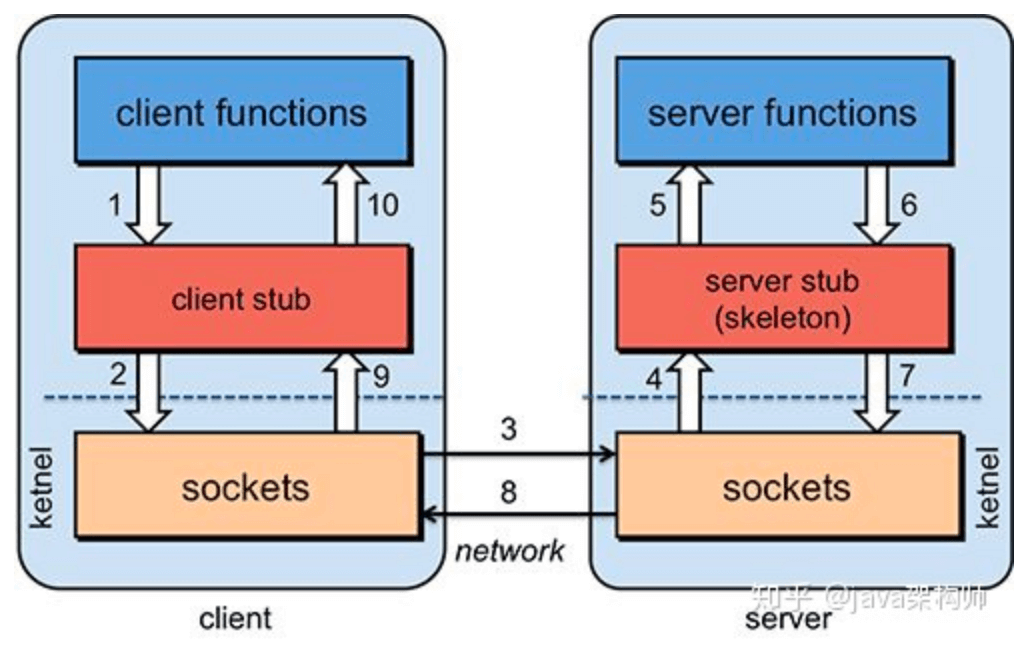 client functions
server functions
1
10
5
6
client stub
server stub
(skeleton)
2
9
4
7
3
sockets
sockets
8
ketnel
ketnel
network
知乎 @java架构帅
client
server